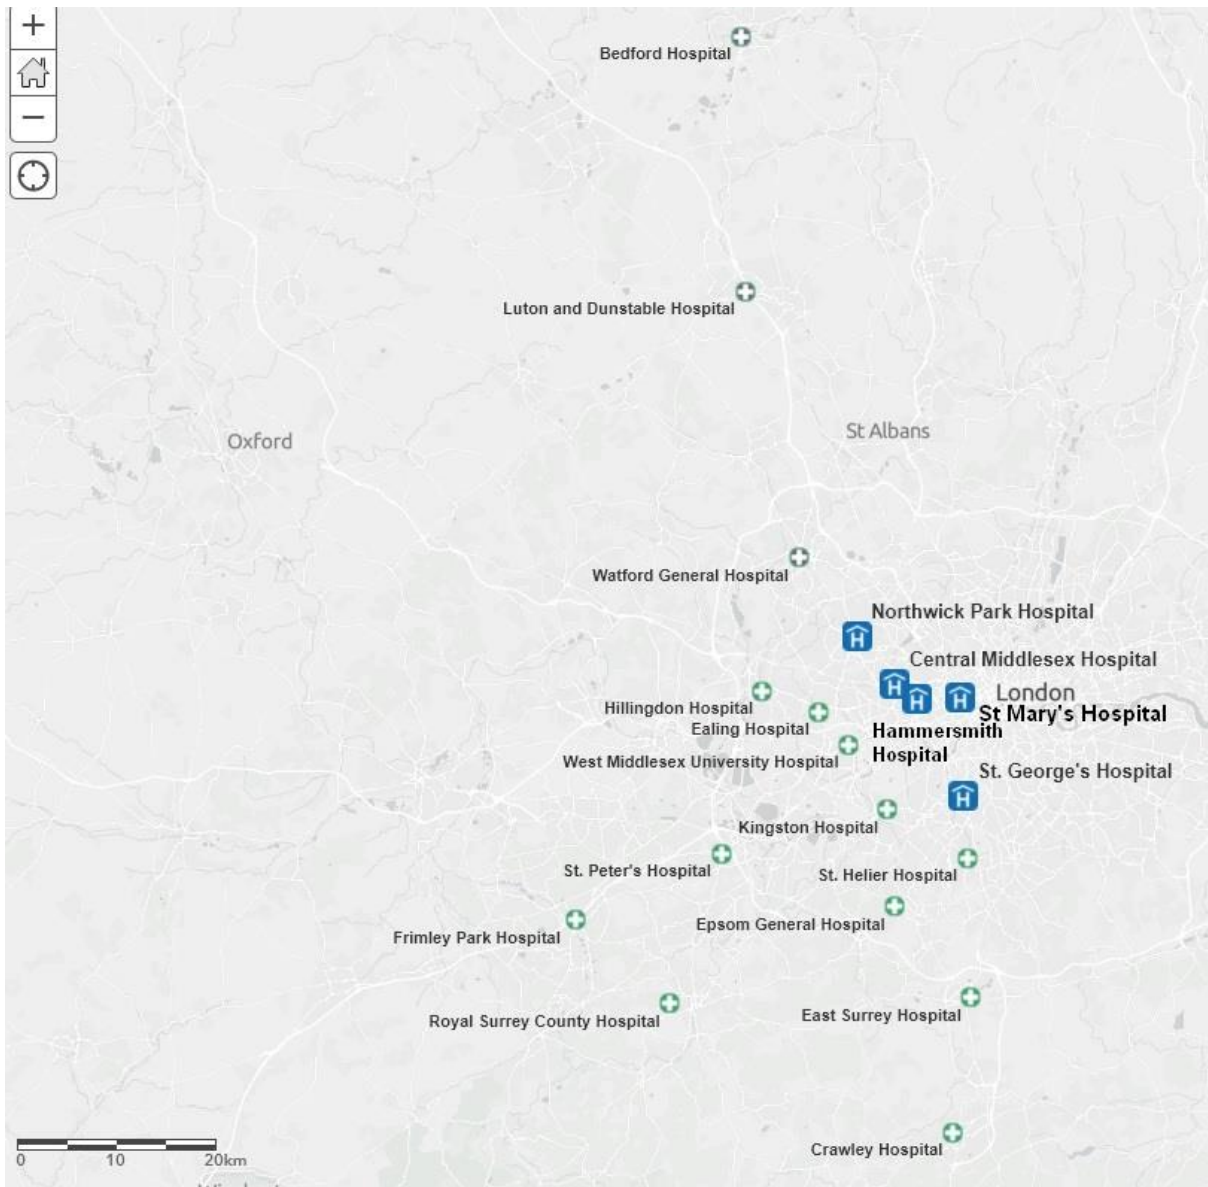 +
Bedford Hospital
−
Luton and Dunstable Hospital
Oxford
St Albans
Watford General Hospital
Northwick Park Hospital
H
Central Middlesex Hospital
H
H
H
London
Hillingdon Hospital
St Mary's Hospital
Ealing Hospital
Hammersmith
Hospital
West Middlesex University Hospital
St. George's Hospital
H
Kingston Hospital
St. Peter's Hospital
St. Helier Hospital
Epsom General Hospital
Frimley Park Hospital
East Surrey Hospital
Royal Surrey County Hospital
Crawley Hospital
0 10 20km